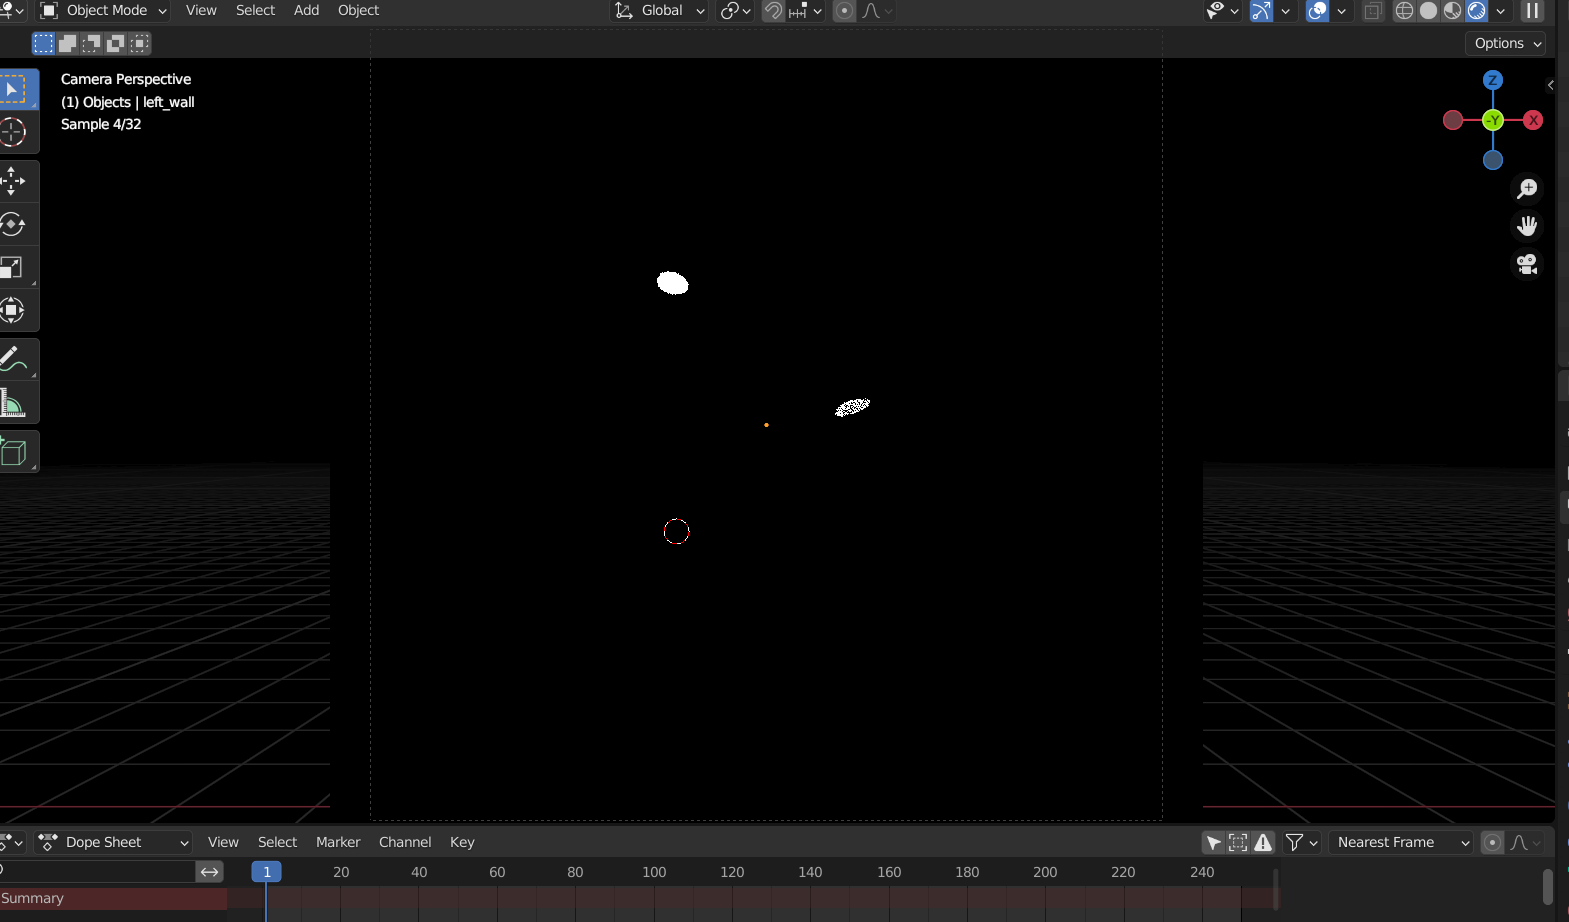 Object Mode View Select Add Object Global
Options
Camera Perspective
(1) Objects | left_wall
Sample 4/32
Z
-Y X
Dope Sheet View Select Marker Channel Key Nearest Frame
1 20 40 60 80 100 120 140 160 180 200 220 240
Summary